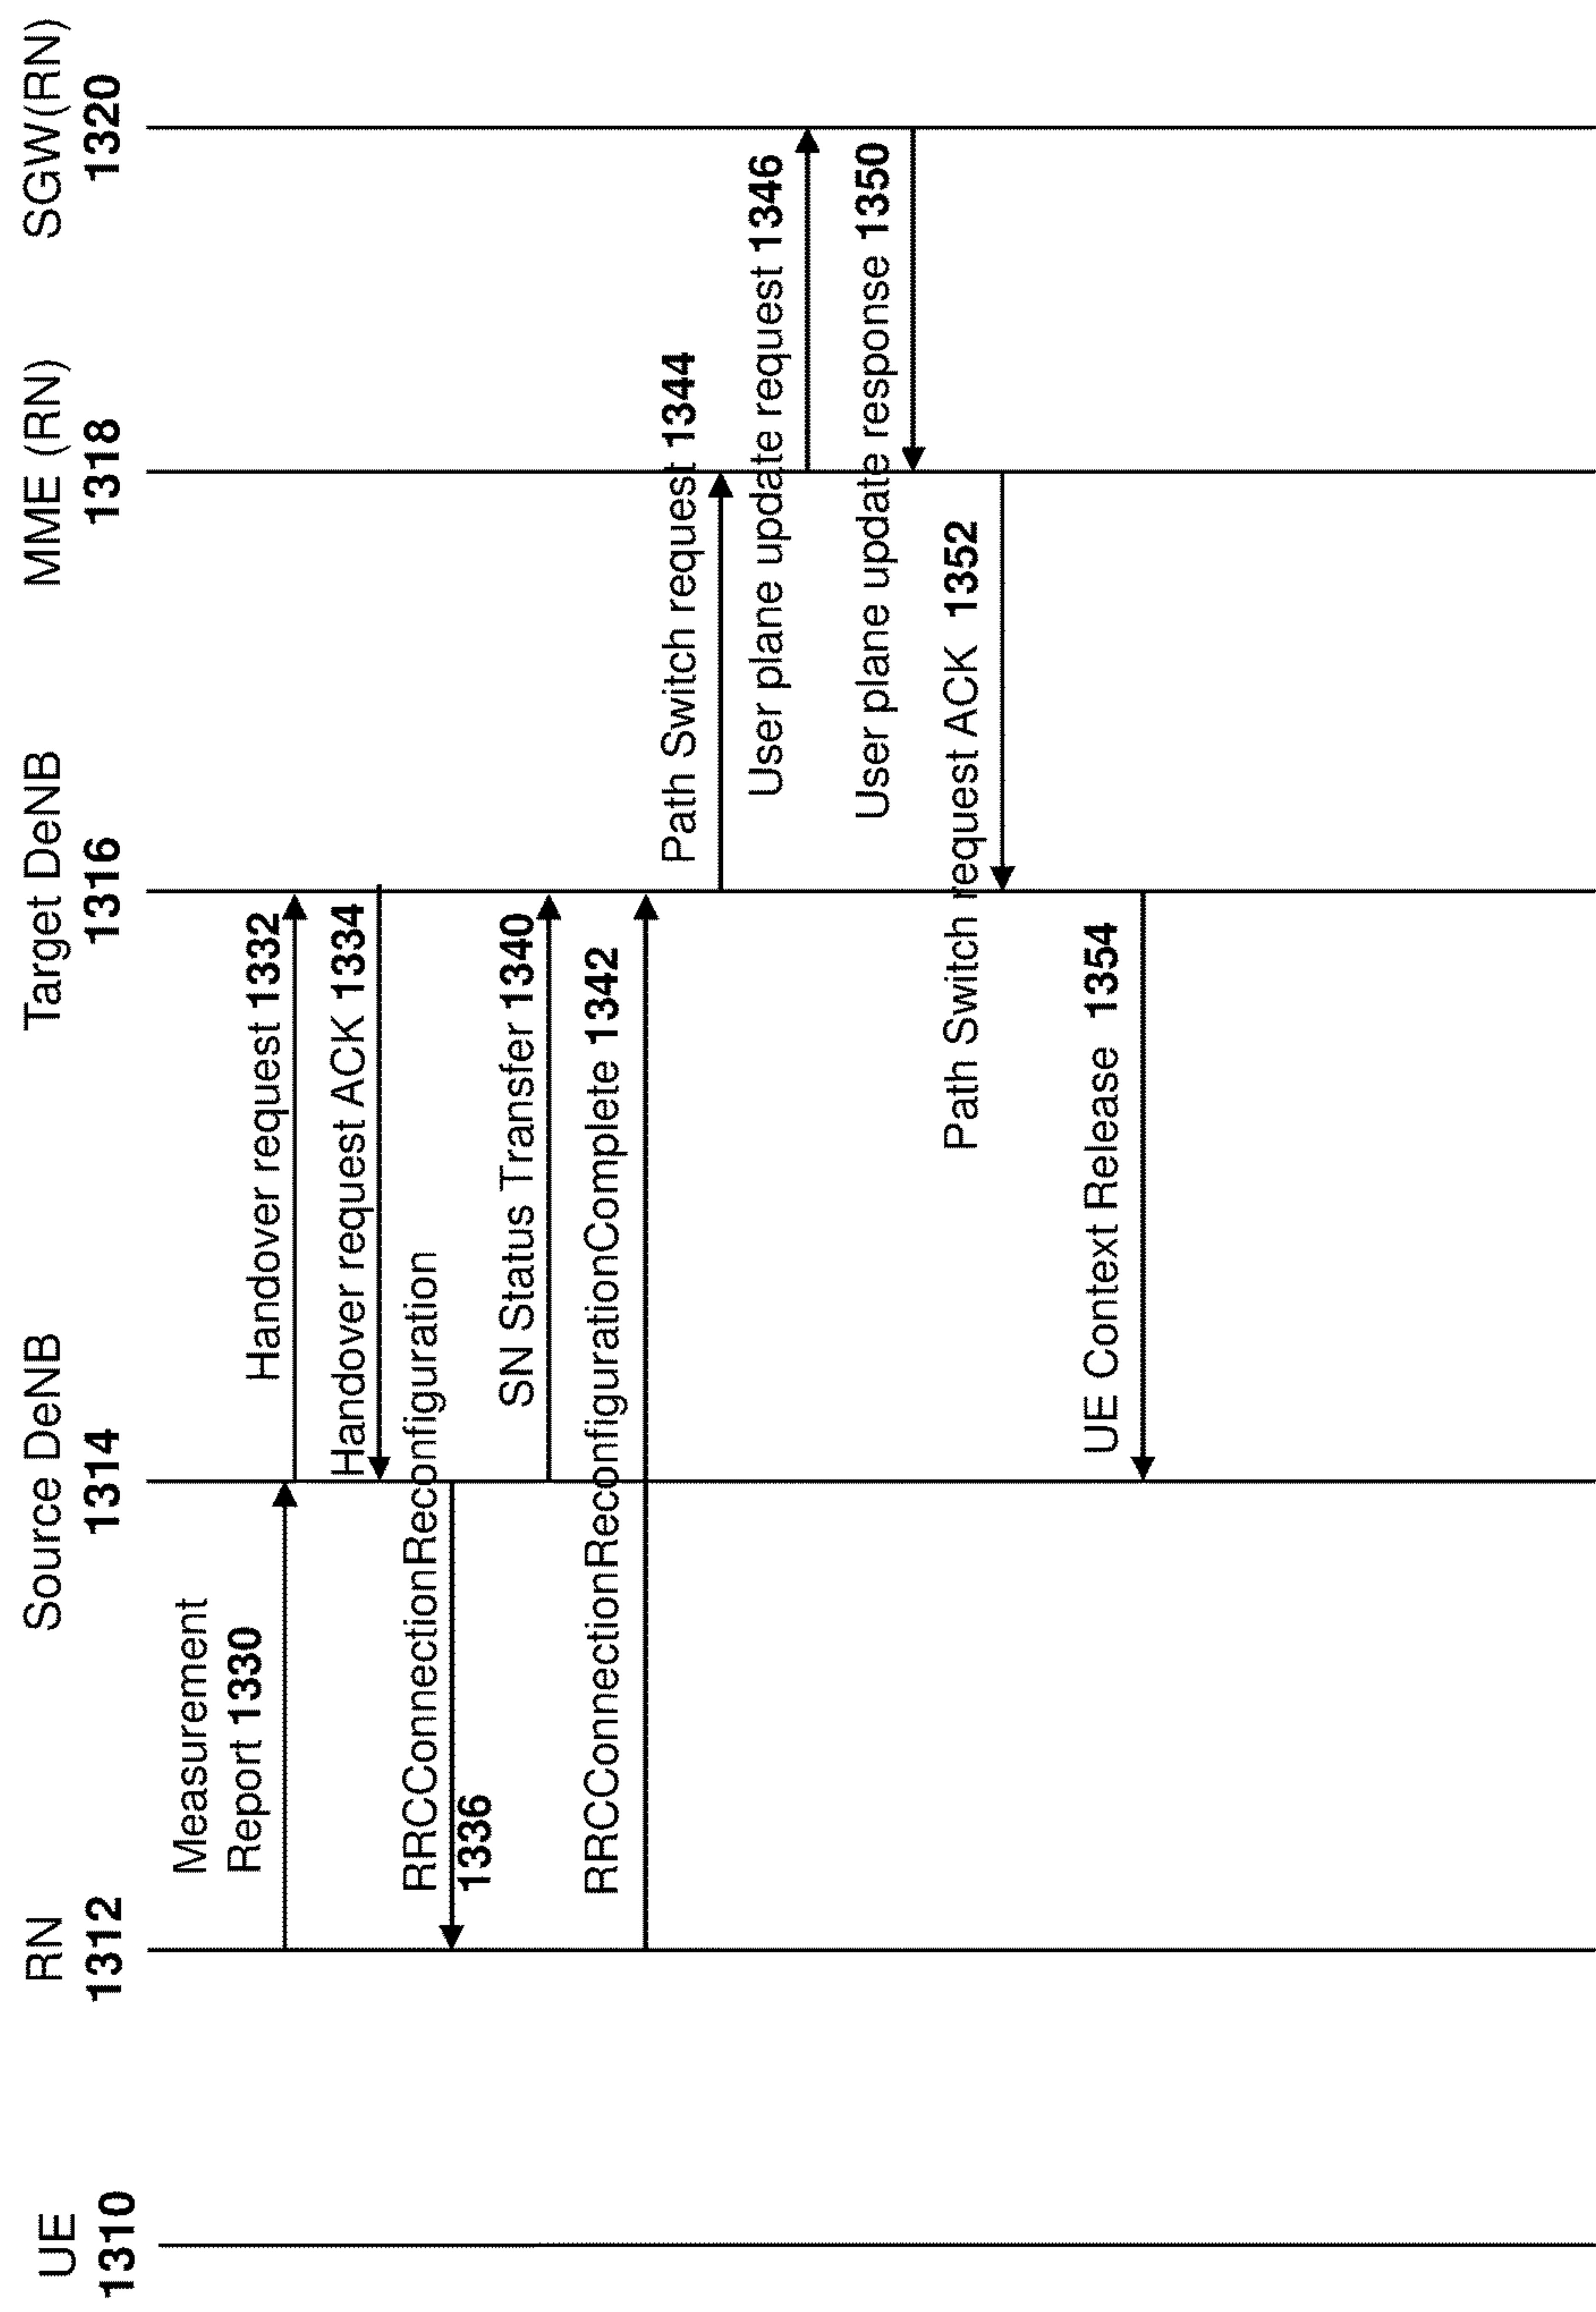 UE
1310
RN
1312
Source DeNB
1314
Target DeNB
1316
MME (RN)
1318
SGW(RN)
1320
Measurement
Report 1330
Handover request 1332
Handover request ACK 1334
RRCConnectionReconfiguration
1336
SN Status Transfer 1340
RRCConnectionReconfigurationComplete 1342
Path Switch request 1344
User plane update request 1346
User plane update response 1350
Path Switch request ACK 1352
UE Context Release 1354